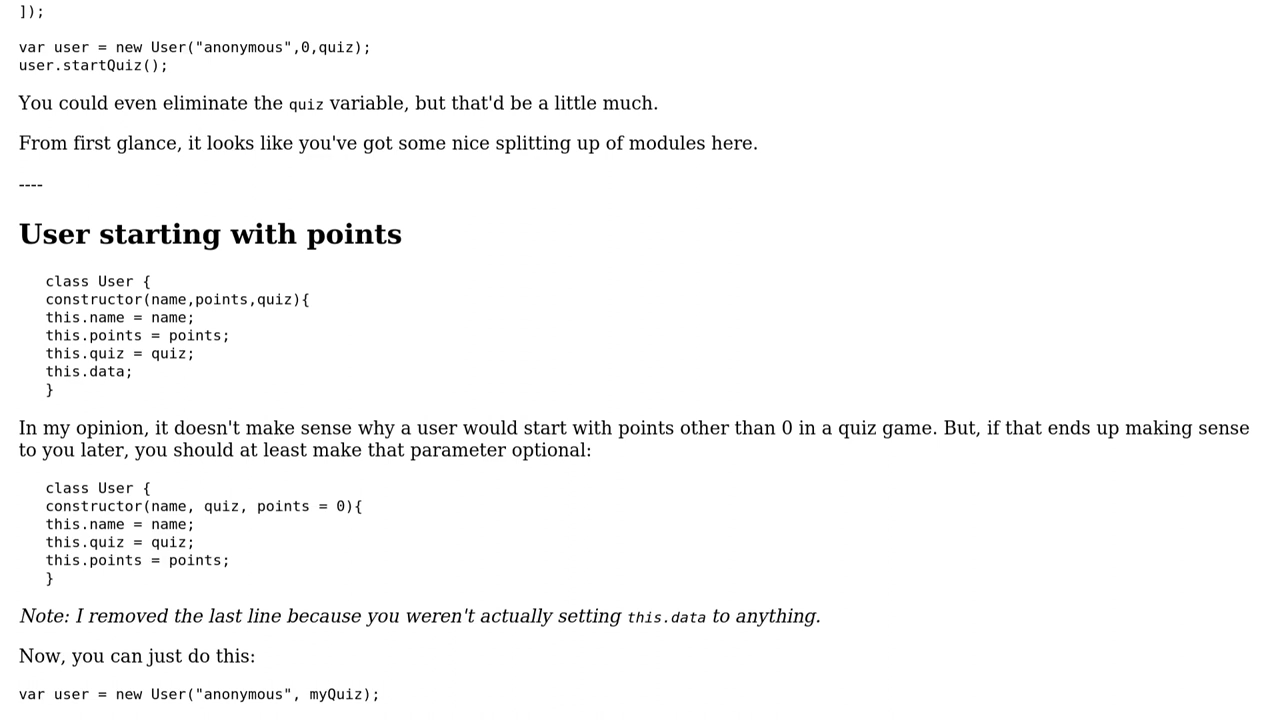 ]);
var user = new User("anonymous",0,quiz);
user.startQuiz();
You could even eliminate the quiz variable, but that'd be a little much.
From first glance, it looks like you've got some nice splitting up of modules here.
----
User starting with points
class User {
constructor(name,points,quiz){
this.name = name;
this.points = points;
this.quiz = quiz;
this.data;
}
In my opinion, it doesn't make sense why a user would start with points other than 0 in a quiz game. But, if that ends up making sense
to you later, you should at least make that parameter optional:
class User {
constructor(name, quiz, points = 0){
this.name = name;
this.quiz = quiz;
this.points = points;
}
Note: I removed the last line because you weren't actually setting this.data to anything.
Now, you can just do this:
var user = new User("anonymous", myQuiz);